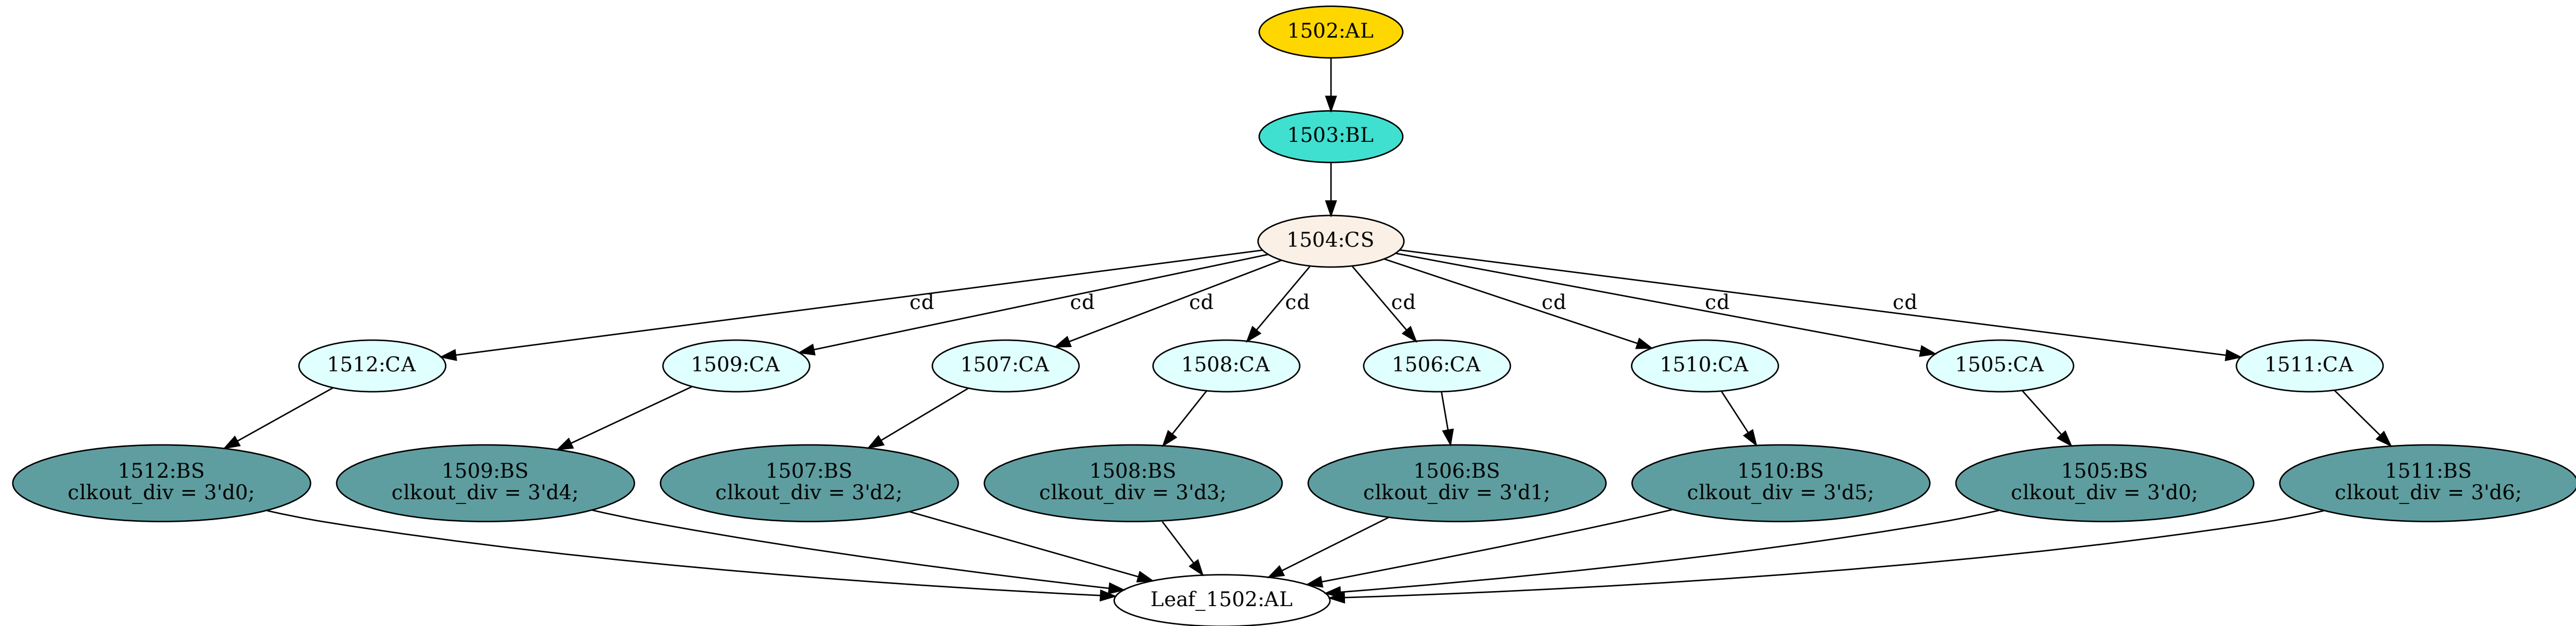 1502:AL
1503:BL
1504:CS
cd
cd
cd
cd
cd
cd
cd
cd
1512:CA
1509:CA
1507:CA
1508:CA
1506:CA
1510:CA
1505:CA
1511:CA
1512:BS
clkout_div = 3'd0;
1509:BS
clkout_div = 3'd4;
1507:BS
clkout_div = 3'd2;
1508:BS
clkout_div = 3'd3;
1506:BS
clkout_div = 3'd1;
1510:BS
clkout_div = 3'd5;
1505:BS
clkout_div = 3'd0;
1511:BS
clkout_div = 3'd6;
Leaf_1502:AL